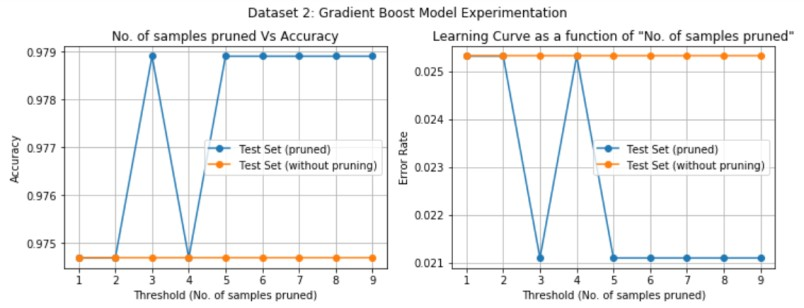 Dataset 2: Gradient Boost Model Experimentation
No. of samples pruned Vs Accuracy
0.979
0.978
0.977
0.976
0.975
Accuracy
Test Set (pruned)
Test Set (without pruning)
1 2 3 4 5 6 7 8 9
Threshold (No. of samples pruned)
Learning Curve as a function of "No. of samples pruned"
0.025
0.024
0.023
0.022
0.021
Error Rate
Test Set (pruned)
Test Set (without pruning)
1 2 3 4 5 6 7 8 9
Threshold (No. of samples pruned)